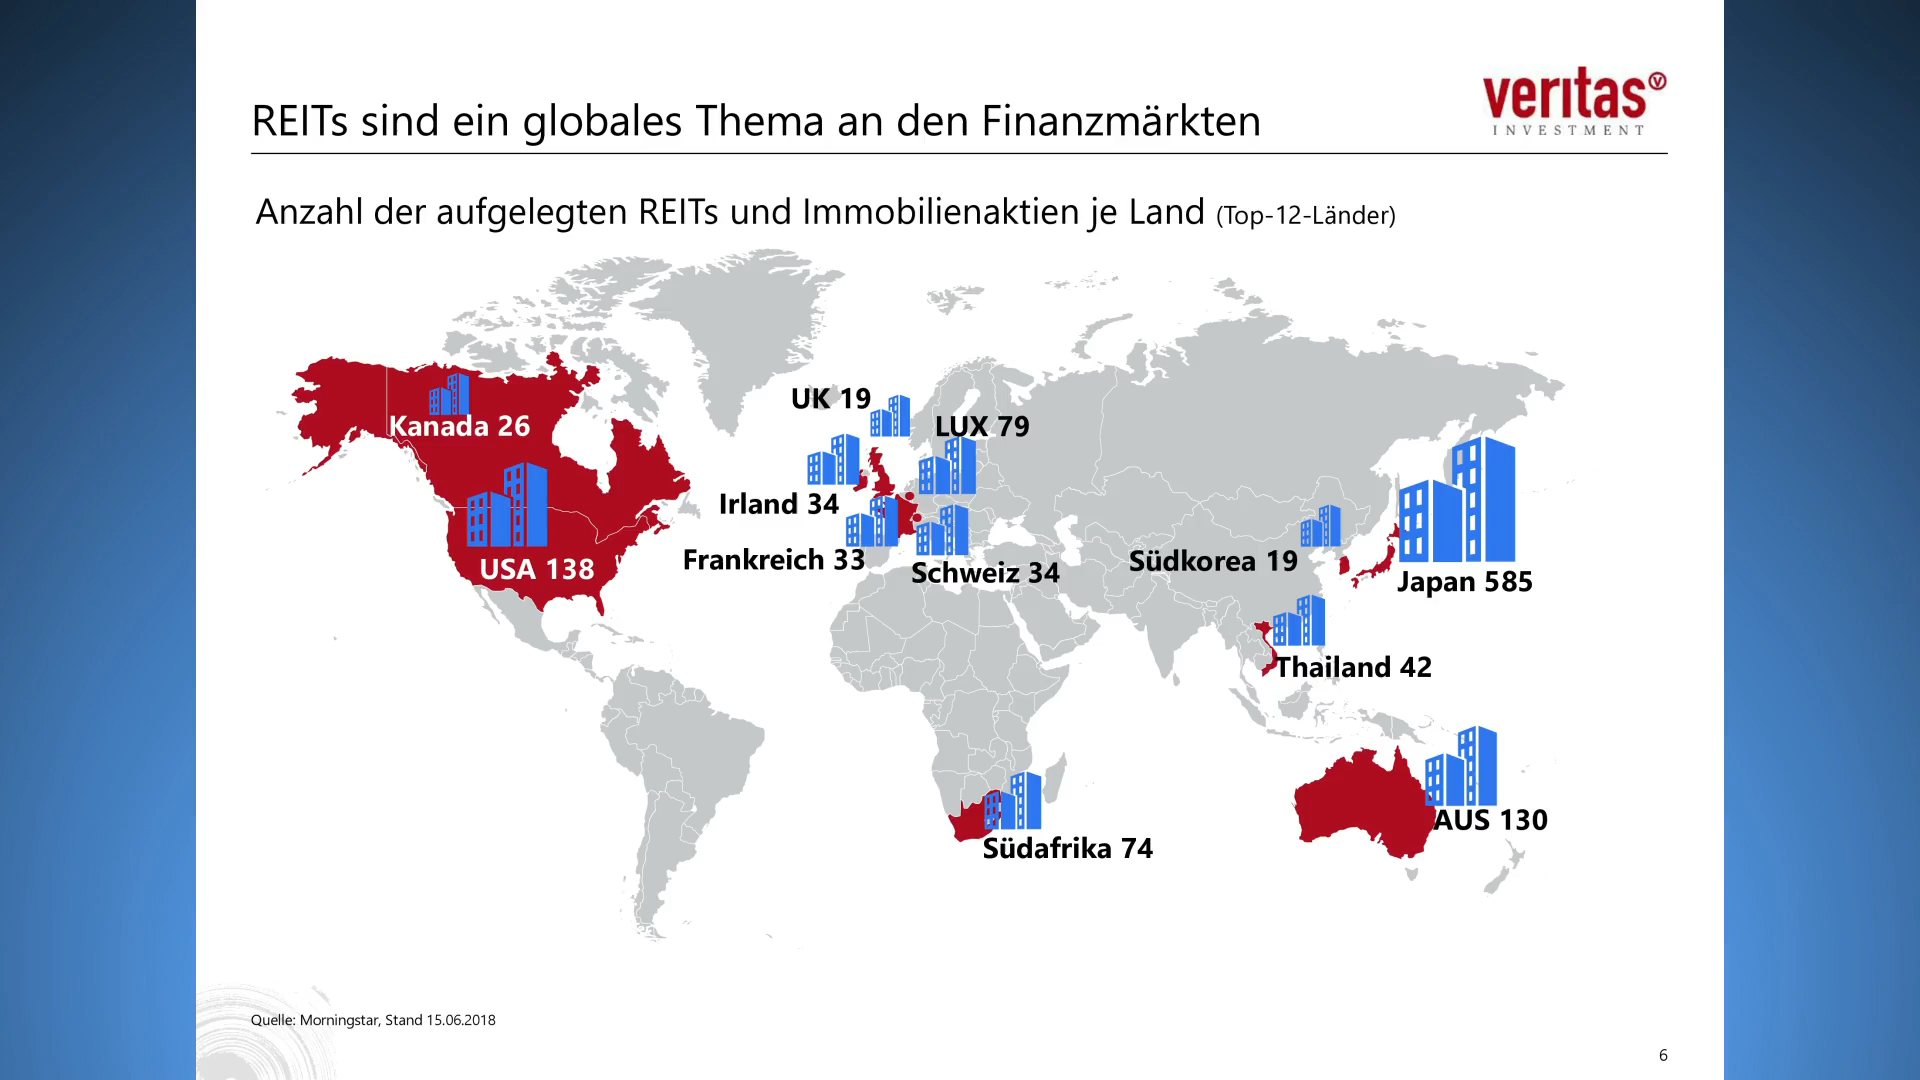 veritas
INVESTMENT
REITs sind ein globales Thema an den Finanzmärkten
Anzahl der aufgelegten REITs und Immobilienaktien je Land (Top-12-Länder)
UK 19
Kanada 26
LUX 79
Irland 34
Frankreich 33
Südkorea 19
USA 138
Schweiz 34
Japan 585
Thailand 42
AUS 130
Südafrika 74
Quelle: Morningstar, Stand 15.06.2018
6